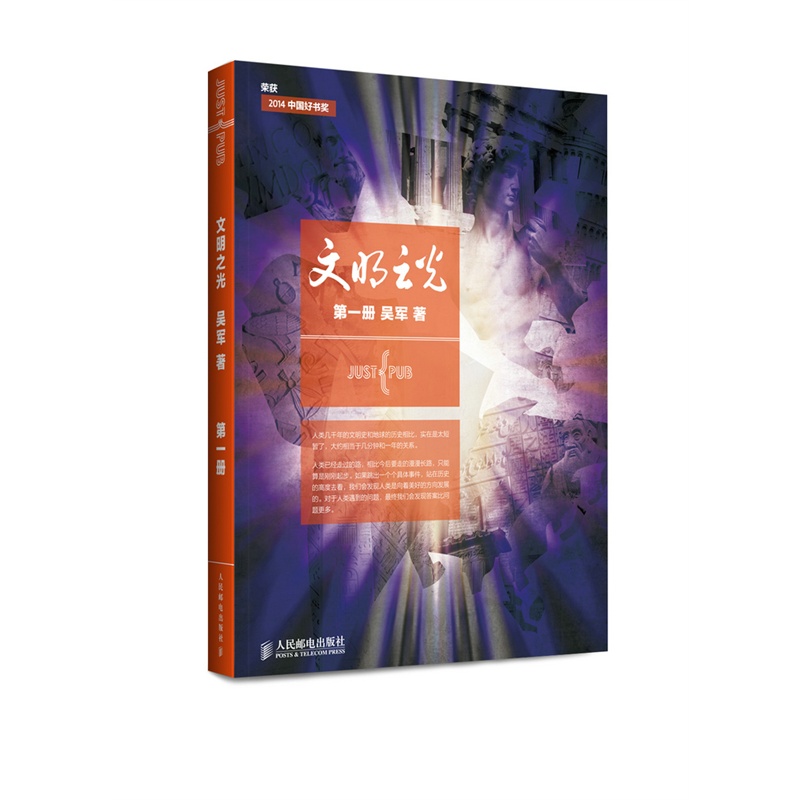 荣获
2014 中国好书奖
文明之光
第一册 吴军 著
JUST PUB
人类几千年的文明史和地球的历史相比，实在是太短
暂了，大约相当于几分钟和一年的关系。
人类已经走过的路，相比今后要走的漫漫长路，只能
算是刚刚起步。如果跳出一个个具体事件，站在历史
的高度去看，我们会发现人类是向着美好的方向发展
的。对于人类遇到的问题，最终我们会发现答案比问
题更多。
人民邮电出版社
POSTS & TELECOM PRESS
JUST PUB
文明之光 吴军 著 第一册
人民邮电出版社